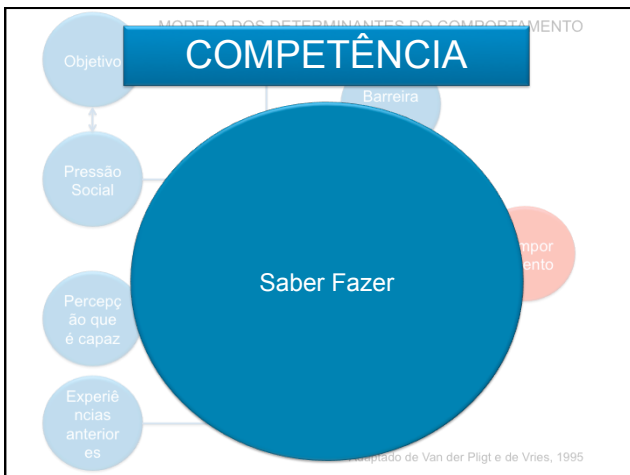 MODELO DOS DETERMINANTES DO COMPORTAMENTO
COMPETÊNCIA
Objetivo
Barreira
Pressão
Social
Saber Fazer
Percepç
ão que
é capaz
Experiê
ncias
anterior
es
de Van der Pligt e de Vries, 1995